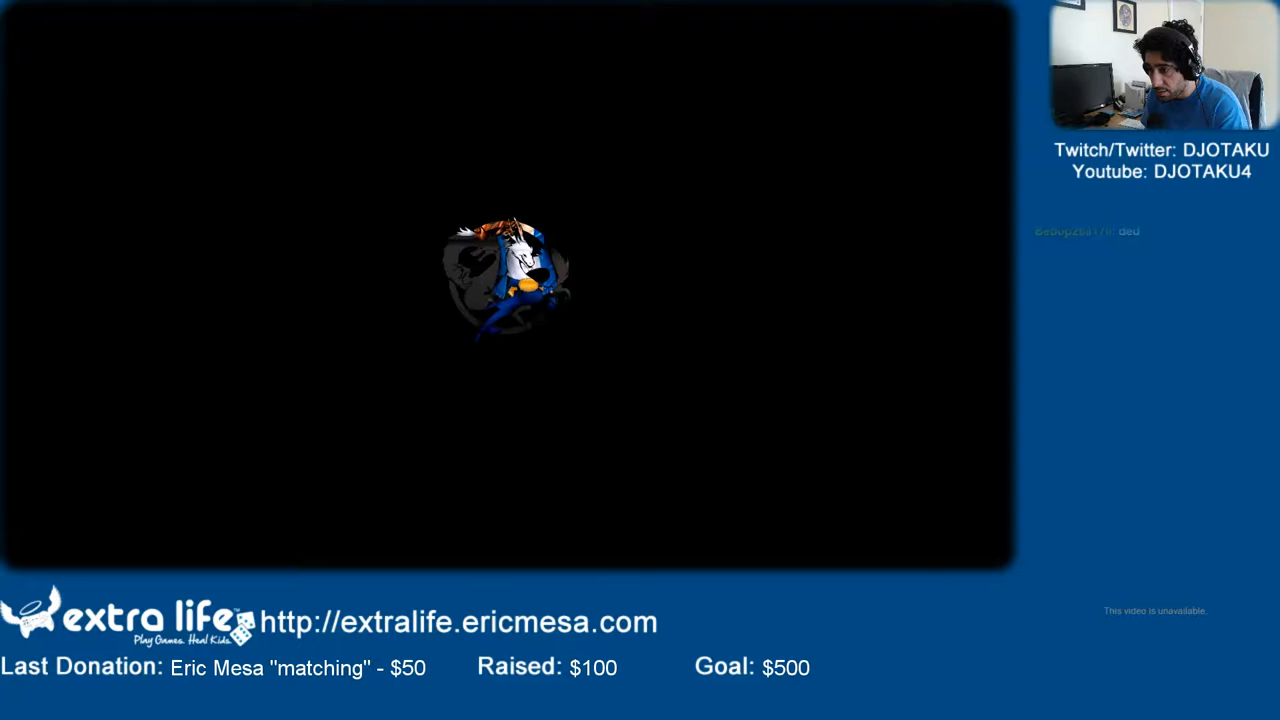 Twitch/Twitter: DJOTAKU
Youtube: DJOTAKU4
ded
This video is unavailable.
extra life
Play Games. Heal Kids.
http://extralife.ericmesa.com
Last Donation: Eric Mesa "matching" - $50 Raised: $100 Goal: $500